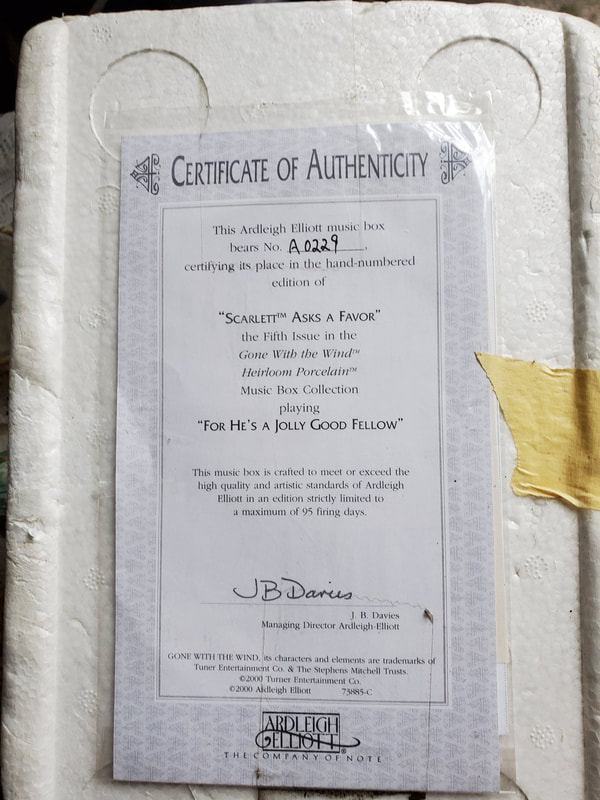 CERTIFICATE OF AUTHENTICITY
This Ardleigh Elliott music box
bears No. A0229.
certifying its place in the hand-numbered
edition of
“SCARLETT™ ASKS A FAVOR”
the Fifth Issue in the
Gone With the Wind™
Heirloom Porcelain™
Music Box Collection
playing
“FOR HE’S A JOLLY GOOD FELLOW”
This music box is crafted to meet or exceed the
high quality and artistic standards of Ardleigh
Elliott in an edition strictly limited to
a maximum of 95 firing days.
JB Davies
J. B. Davies
Managing Director Ardleigh-Elliott
GONE WITH THE WIND, its characters and elements are trademarks of
Turner Entertainment Co. & The Stephens Mitchell Trusts.
©2000 Turner Entertainment Co.
©2000 Ardleigh Elliott 73885-C
ARDLEIGH
ELLIOTT®
THE COMPANY OF NOTE